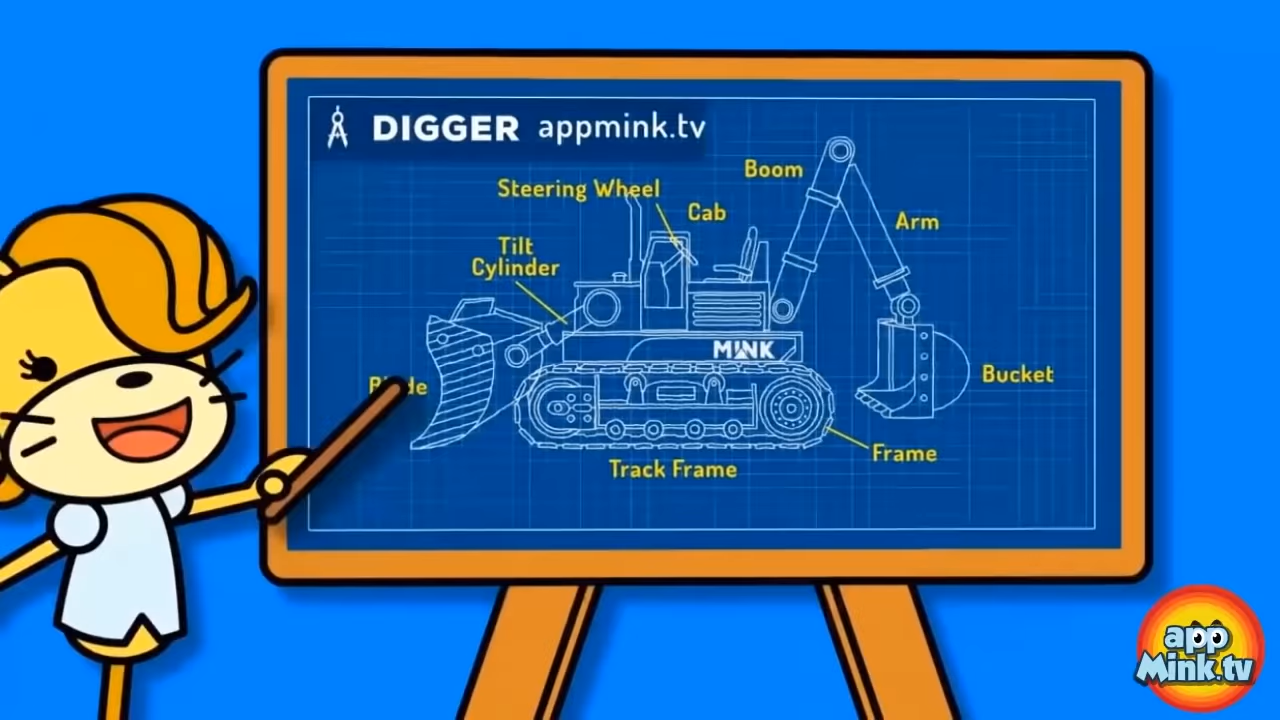 DIGGER appmink.tv
Boom
Steering Wheel
Cab
Arm
Tilt
Cylinder
MINK
Bucket
Frame
Track Frame
app
Mink.tv